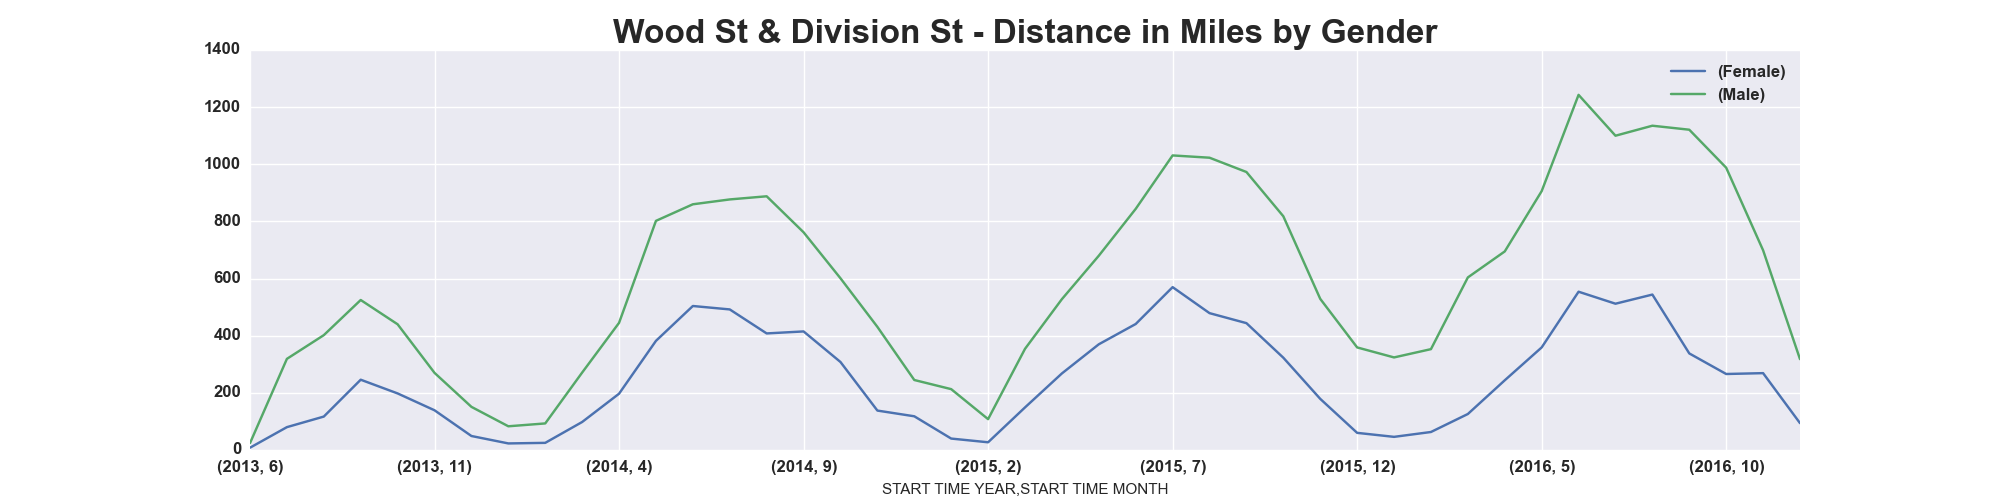 Wood St & Division St - Distance in Miles by Gender
1400
1200
1000
800
600
400
200
0
(Female)
(Male)
(2013, 6) (2013, 11) (2014, 4) (2014, 9) (2015, 2) (2015, 7) (2015, 12) (2016, 5) (2016, 10)
START TIME YEAR,START TIME MONTH